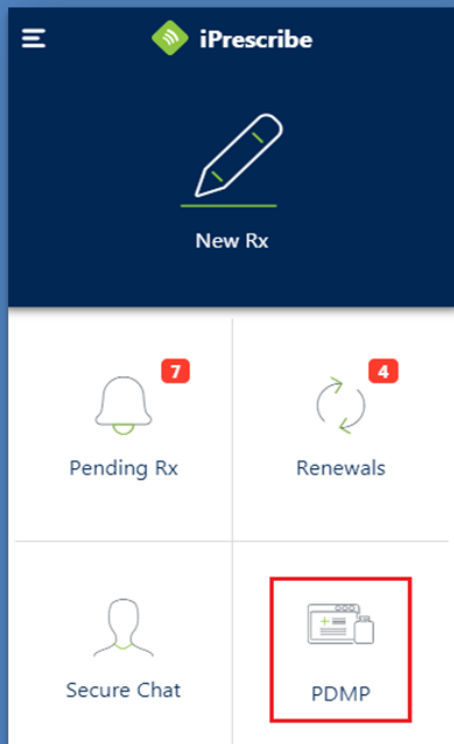 iPrescribe
New Rx
7
4
Pending Rx
Renewals
Secure Chat
PDMP